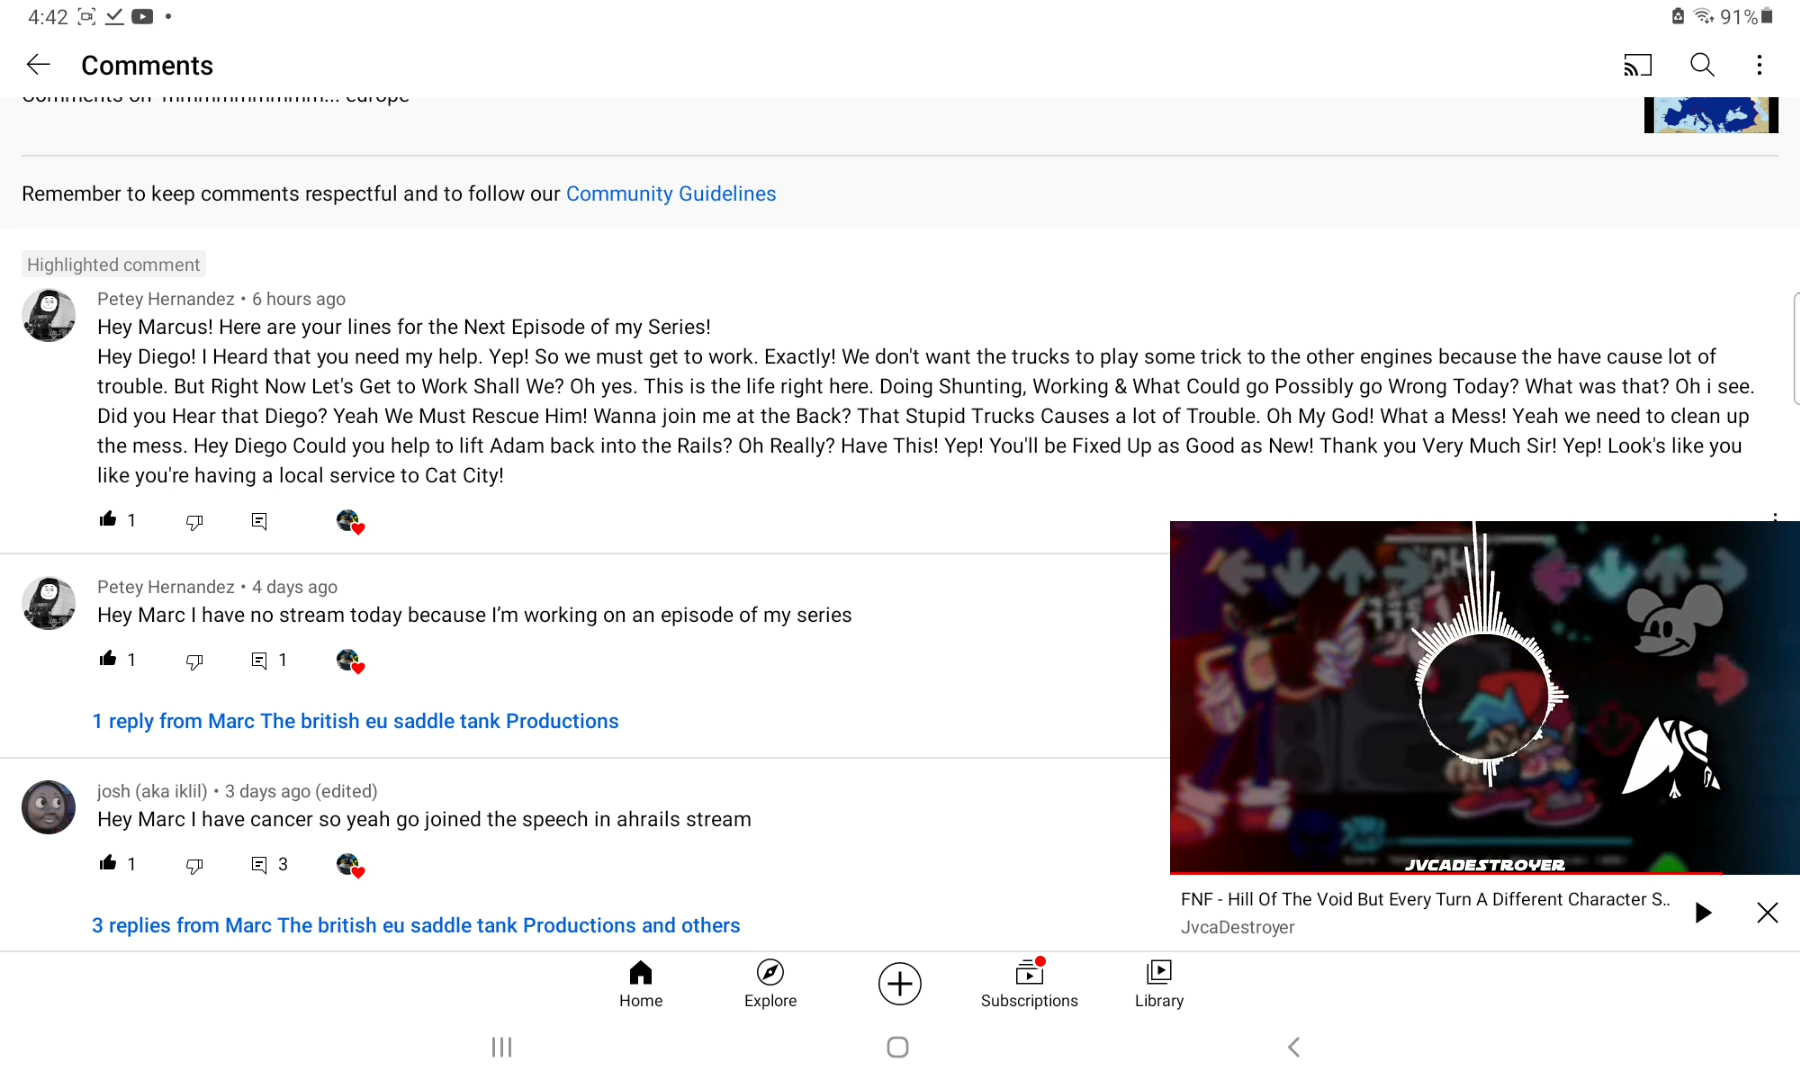 4:42
91%
Comments
Comments on 'mmmmmmmmm... europe
Remember to keep comments respectful and to follow our Community Guidelines
Highlighted comment
Petey Hernandez • 6 hours ago
Hey Marcus! Here are your lines for the Next Episode of my Series!
Hey Diego! I Heard that you need my help. Yep! So we must get to work. Exactly! We don't want the trucks to play some trick to the other engines because the have cause lot of
trouble. But Right Now Let's Get to Work Shall We? Oh yes. This is the life right here. Doing Shunting, Working & What Could go Possibly go Wrong Today? What was that? Oh i see.
Did you Hear that Diego? Yeah We Must Rescue Him! Wanna join me at the Back? That Stupid Trucks Causes a lot of Trouble. Oh My God! What a Mess! Yeah we need to clean up
the mess. Hey Diego Could you help to lift Adam back into the Rails? Oh Really? Have This! Yep! You'll be Fixed Up as Good as New! Thank you Very Much Sir! Yep! Look's like you
like you're having a local service to Cat City!
1
Petey Hernandez • 4 days ago
Hey Marc I have no stream today because I’m working on an episode of my series
1
1
1 reply from Marc The british eu saddle tank Productions
josh (aka iklil) • 3 days ago (edited)
Hey Marc I have cancer so yeah go joined the speech in ahrails stream
1
3
3 replies from Marc The british eu saddle tank Productions and others
JVCADESTROYER
FNF - Hill Of The Void But Every Turn A Different Character S..
JvcaDestroyer
Home
Explore
Subscriptions
Library